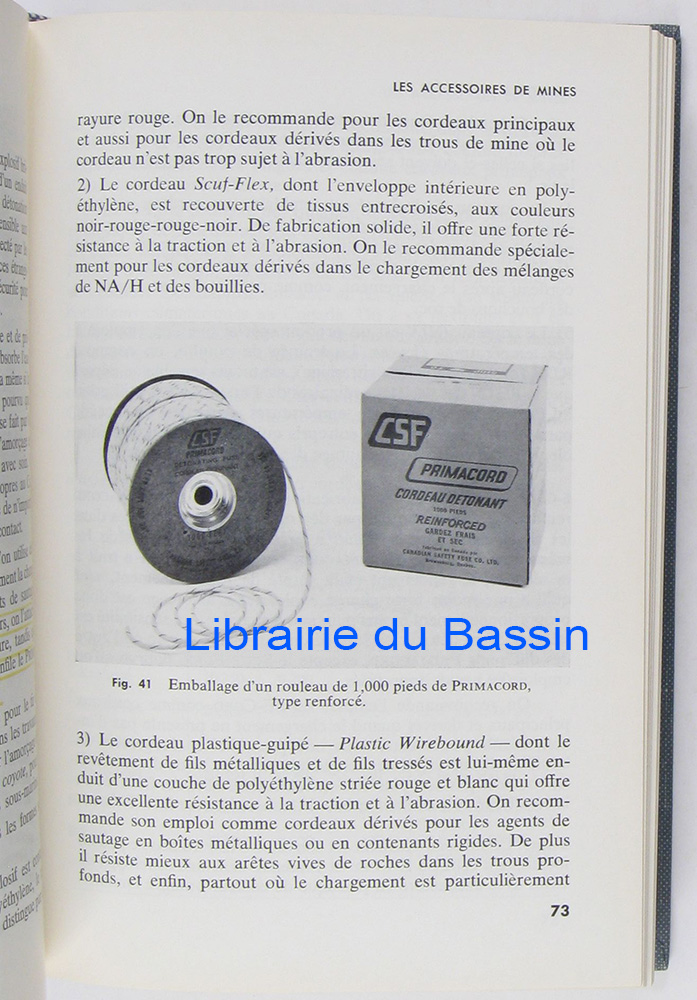 LES ACCESSOIRES DE MINES
rayure rouge. On le recommande pour les cordeaux principaux
et aussi pour les cordeaux dérivés dans les trous de mine où le
cordeau n'est pas trop sujet à l'abrasion.
2) Le cordeau Scuf-Flex, dont l'enveloppe intérieure en poly-
éthylène, est recouverte de tissus entrecroisés, aux couleurs
noir-rouge-rouge-noir. De fabrication solide, il offre une forte ré-
sistance à la traction et à l'abrasion. On le recommande spéciale-
ment pour les cordeaux dérivés dans le chargement des mélanges
de NA/H et des bouillies.
CSF
PRIMACORD
DETONATING FUSE
CSF
PRIMACORD
CORDEAU DETONANT
1000 PIEDS
REINFORCED
GARDEZ FRAIS
ET SEC
CANADIAN SAFETY FUSE CO. LTD.
Librairie du Bassin
Fig. 41 Emballage d'un rouleau de 1,000 pieds de PRIMACORD,
type renforcé.
3) Le cordeau plastique-guipé — Plastic Wirebound — dont le
revêtement de fils métalliques et de fils tressés est lui-même en-
duit d'une couche de polyéthylène striée rouge et blanc qui offre
une excellente résistance à la traction et à l'abrasion. On recom-
mande son emploi comme cordeaux dérivés pour les agents de
sautage en boîtes métalliques ou en contenants rigides. De plus
il résiste mieux aux arêtes vives de roches dans les trous pro-
fonds, et enfin, partout où le chargement est particulièrement
73